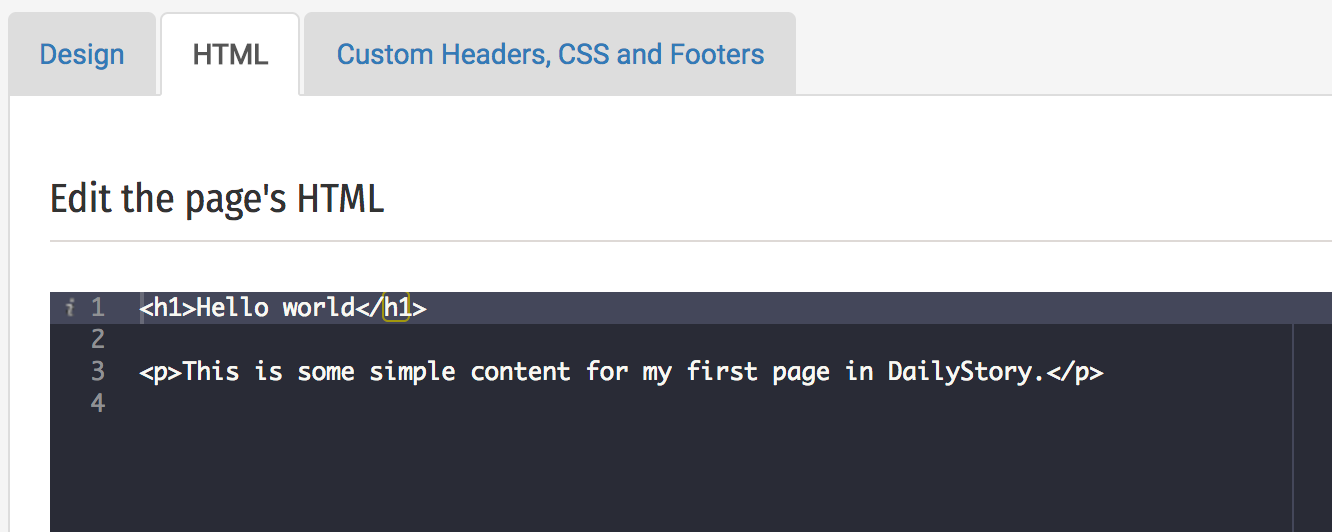 Design HTML Custom Headers, CSS and Footers
Edit the page's HTML
i 1 <h1>Hello world</h1>
2
3 <p>This is some simple content for my first page in DailyStory.</p>
4